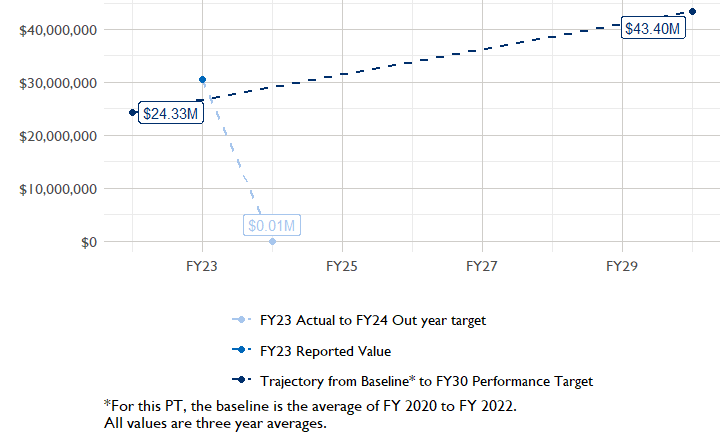 $40,000,000
$43.40M
$30,000,000
$24.33M
$20,000,000
$10,000,000
$0.01M
$0
FY23 FY25 FY27 FY29
FY23 Actual to FY24 Out year target
FY23 Reported Value
Trajectory from Baseline* to FY30 Performance Target
*For this PT, the baseline is the average of FY 2020 to FY 2022.
All values are three year averages.